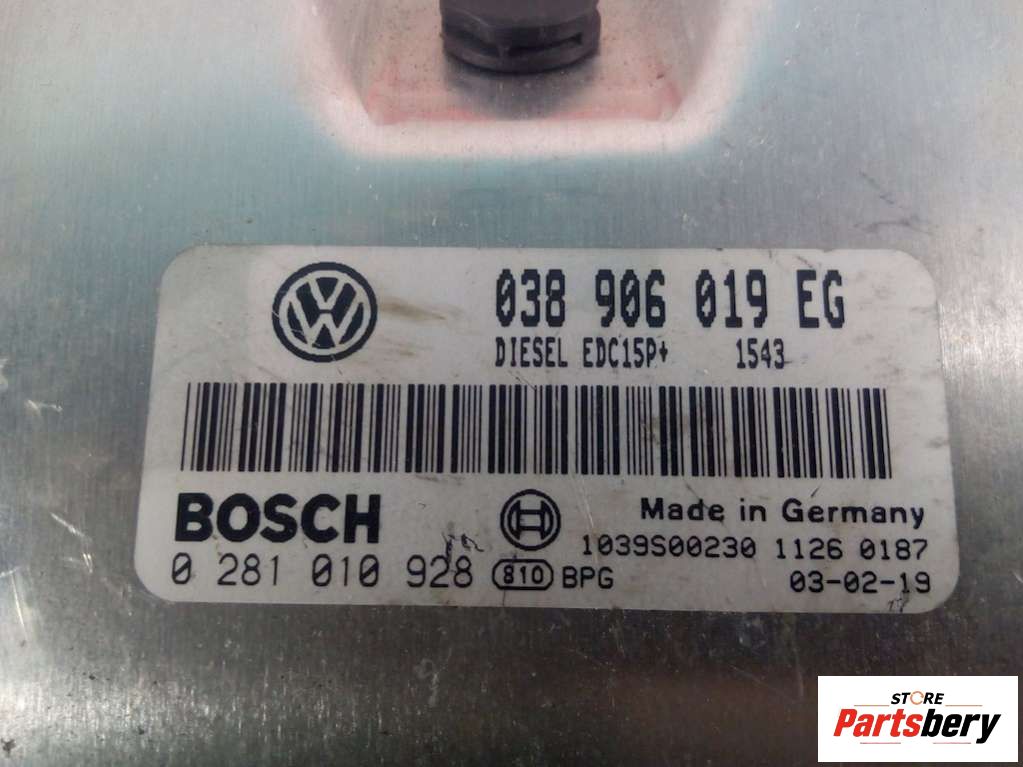 038 906 019 EG
DIESEL EDC15P+ 1543
BOSCH
Made in Germany
1039S00230 1126 0187
0 281 010 928 810 BPG
03-02-19
STORE
Partsbery